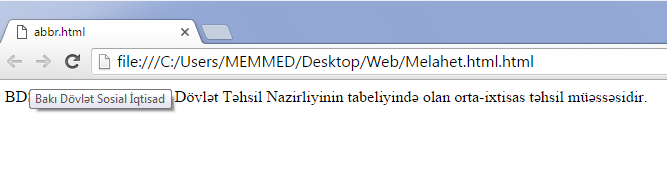 abbr.html
file:///C:/Users/MEMMED/Desktop/Web/Melahet.html.html
Dövlət Təhsil Nazirliyinin tabeliyində olan orta-ixtisas təhsil müəssəsidir.
Bakı Dövlət Sosial İqtisad